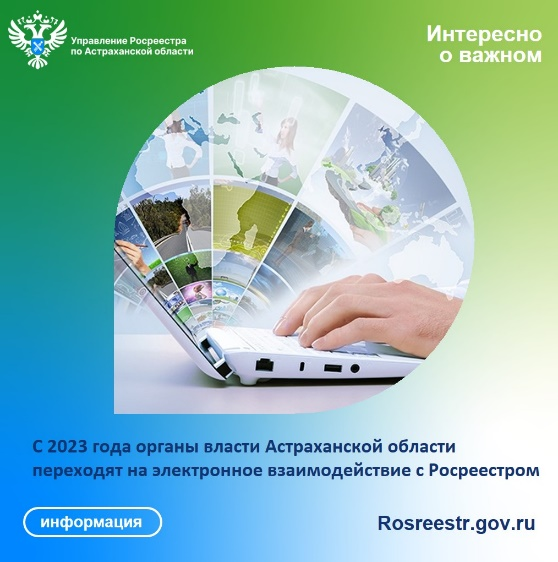 Управление Росреестра
по Астраханской области
Интересно
о важном
С 2023 года органы власти Астраханской области
переходят на электронное взаимодействие с Росреестром
информация
Rosreestr.gov.ru